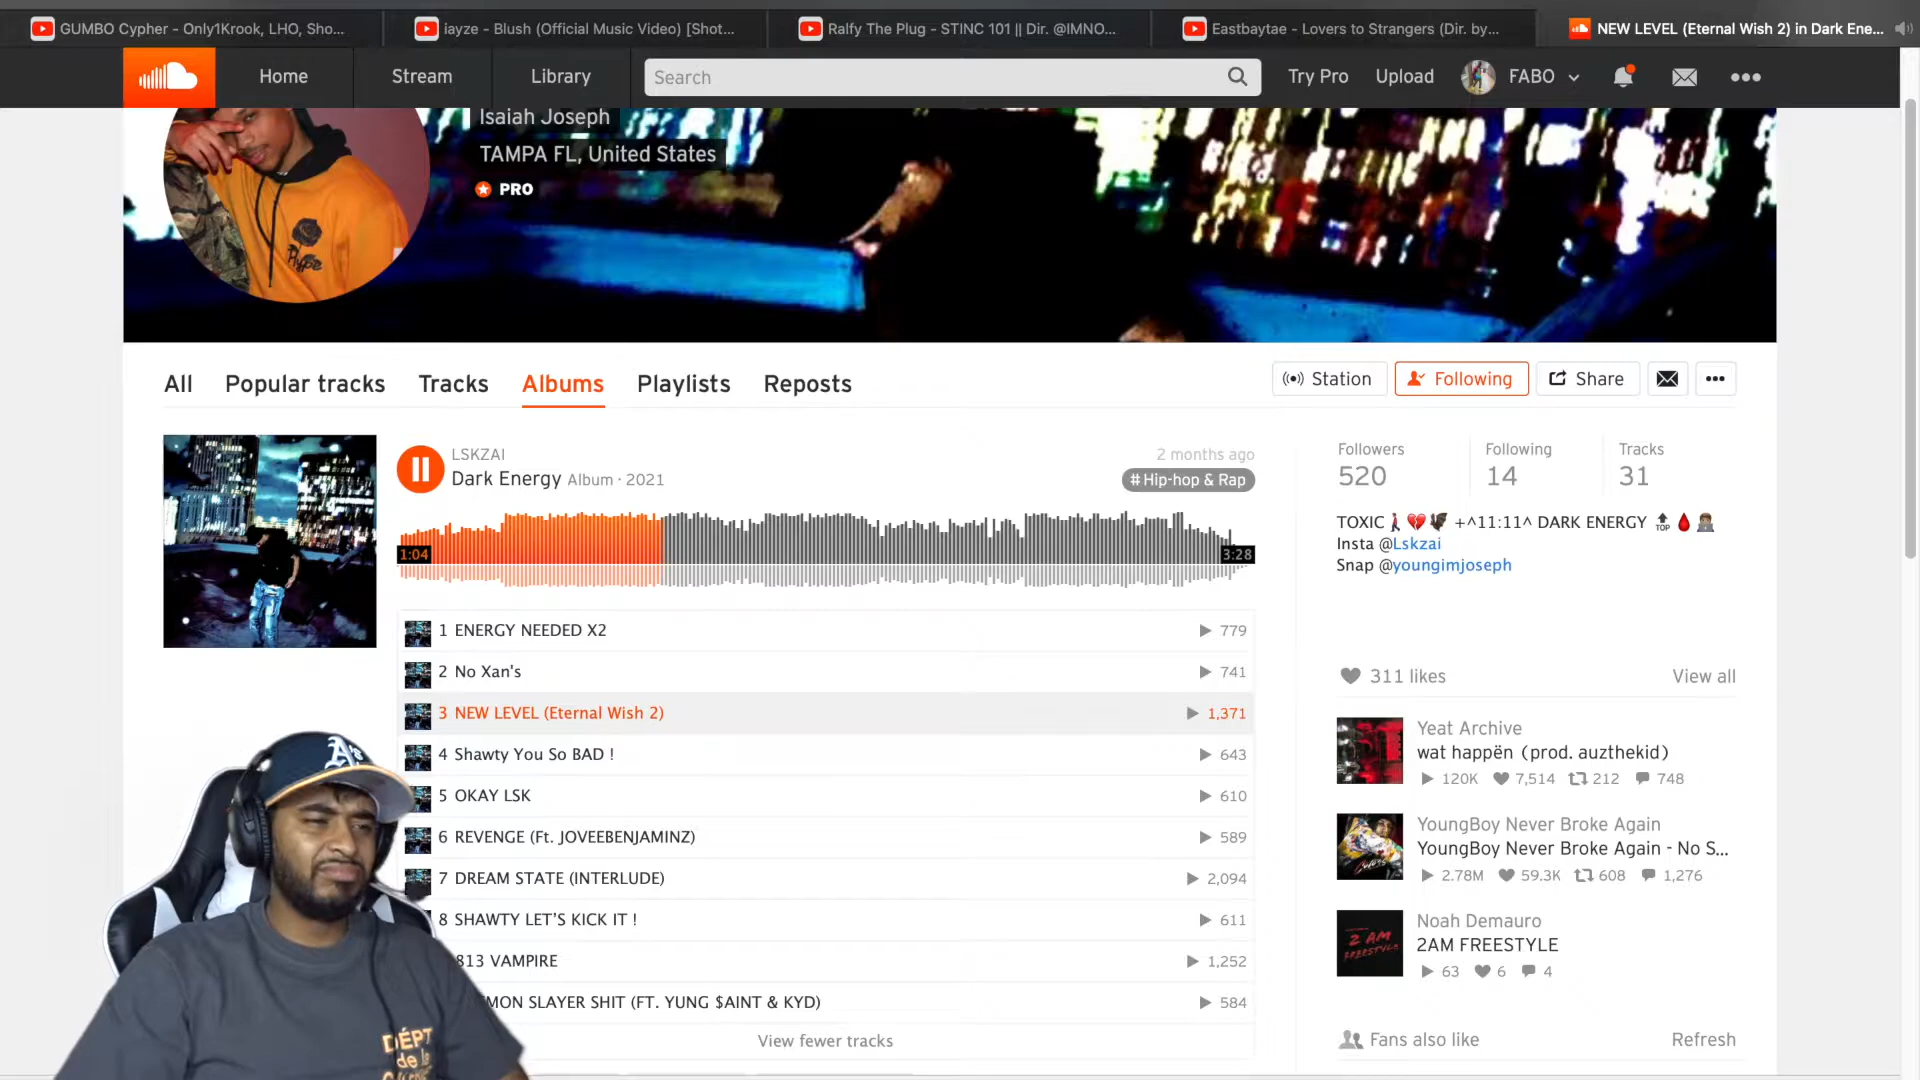 GUMBO Cypher - Only1Krook, LHO, Sho...
iayze - Blush (Official Music Video) [Shot...
Ralfy The Plug - STINC 101 || Dir. @IMNO...
Eastbaytae - Lovers to Strangers (Dir. by...
NEW LEVEL (Eternal Wish 2) in Dark Ene...
Home
Stream
Library
Search
Try Pro
Upload
FABO
Isaiah Joseph
TAMPA FL, United States
PRO
Hype
All
Popular tracks
Tracks
Albums
Playlists
Reposts
Station
Following
Share
LSKZAI
2 months ago
Dark Energy Album · 2021
# Hip-hop & Rap
1:04
3:28
1 ENERGY NEEDED X2 779
2 No Xan's 741
3 NEW LEVEL (Eternal Wish 2) 1,371
4 Shawty You So BAD ! 643
5 OKAY LSK 610
6 REVENGE (Ft. JOVEEBENJAMINZ) 589
7 DREAM STATE (INTERLUDE) 2,094
8 SHAWTY LET'S KICK IT ! 611
813 VAMPIRE 1,252
MON SLAYER SHIT (FT. YUNG $AINT & KYD) 584
View fewer tracks
Followers
520
Following
14
Tracks
31
TOXIC🚶🏽‍♂️💔🦇 +^11:11^ DARK ENERGY 🔝🩸👨🏽‍💻
Insta @Lskzai
Snap @youngimjoseph
311 likes
View all
Yeat Archive
wat happën (prod. auzthekid)
120K 7,514 212 748
YoungBoy Never Broke Again
YoungBoy Never Broke Again - No S...
2.78M 59.3K 608 1,276
2 AM
FREESTYLE
Noah Demauro
2AM FREESTYLE
63 6 4
Fans also like
Refresh
A's
DÉPT
de la